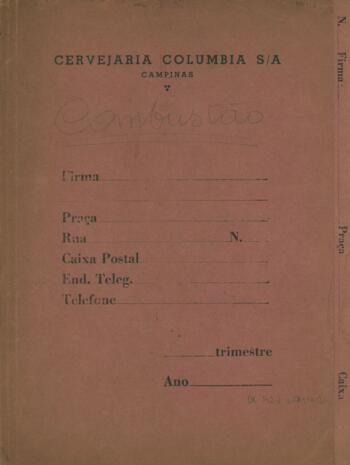 CERVEJARIA COLUMBIA S/A
CAMPINAS
Combustão
Firma
Praça
Rua N.
Caixa Postal
End. Teleg.
Telefone
trimestre
Ano
N.
Firma
Praça
Caixa